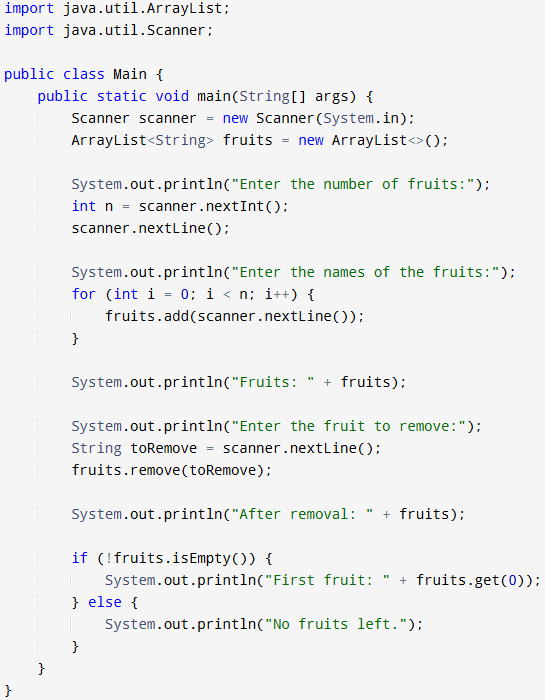 import java.util.ArrayList;
import java.util.Scanner;

public class Main {
    public static void main(String[] args) {
        Scanner scanner = new Scanner(System.in);
        ArrayList<String> fruits = new ArrayList<>();

        System.out.println("Enter the number of fruits:");
        int n = scanner.nextInt();
        scanner.nextLine();

        System.out.println("Enter the names of the fruits:");
        for (int i = 0; i < n; i++) {
            fruits.add(scanner.nextLine());
        }

        System.out.println("Fruits: " + fruits);

        System.out.println("Enter the fruit to remove:");
        String toRemove = scanner.nextLine();
        fruits.remove(toRemove);

        System.out.println("After removal: " + fruits);

        if (!fruits.isEmpty()) {
            System.out.println("First fruit: " + fruits.get(0));
        } else {
            System.out.println("No fruits left.");
        }
    }
}